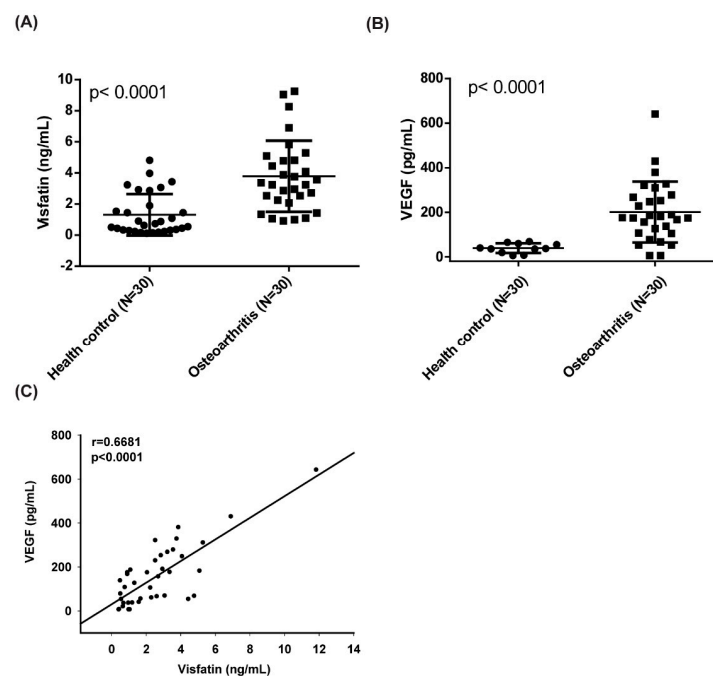 (A)
p< 0.0001
Visfatin (ng/mL)
10
8
6
4
2
0
-2
Health control (N=30)
Osteoarthritis (N=30)
(B)
p< 0.0001
VEGF (pg/mL)
800
600
400
200
0
Health control (N=30)
Osteoarthritis (N=30)
(C)
r=0.6681
p<0.0001
VEGF (pg/mL)
800
600
400
200
0
0 2 4 6 8 10 12 14
Visfatin (ng/mL)